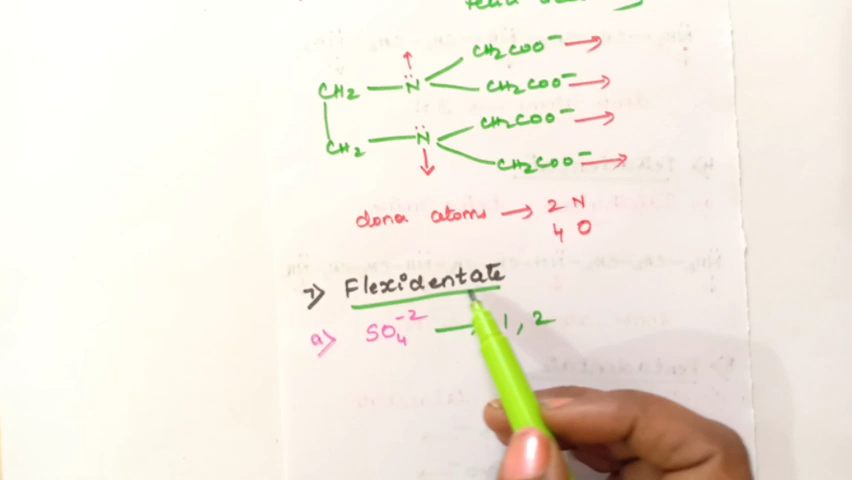 CH2COO−→
CH2 — N̈ CH2COO−→
CH2COO−→
CH2 — N̈ CH2COO−→
dona atoms → 2 N
4 O
7> Flexidentate
a> SO4−2 → 1, 2